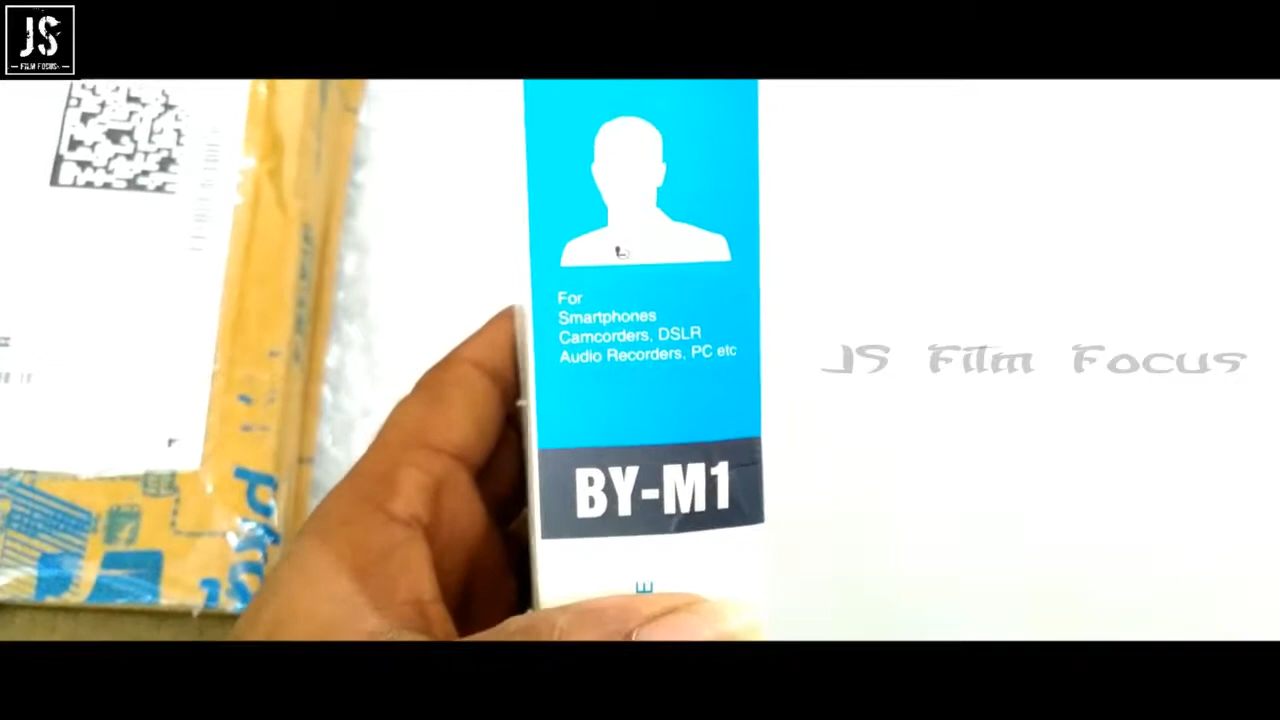 JS
FILM FOCUS
For
Smartphones
Camcorders, DSLR
Audio Recorders, PC etc
JS Film Focus
BY-M1
E